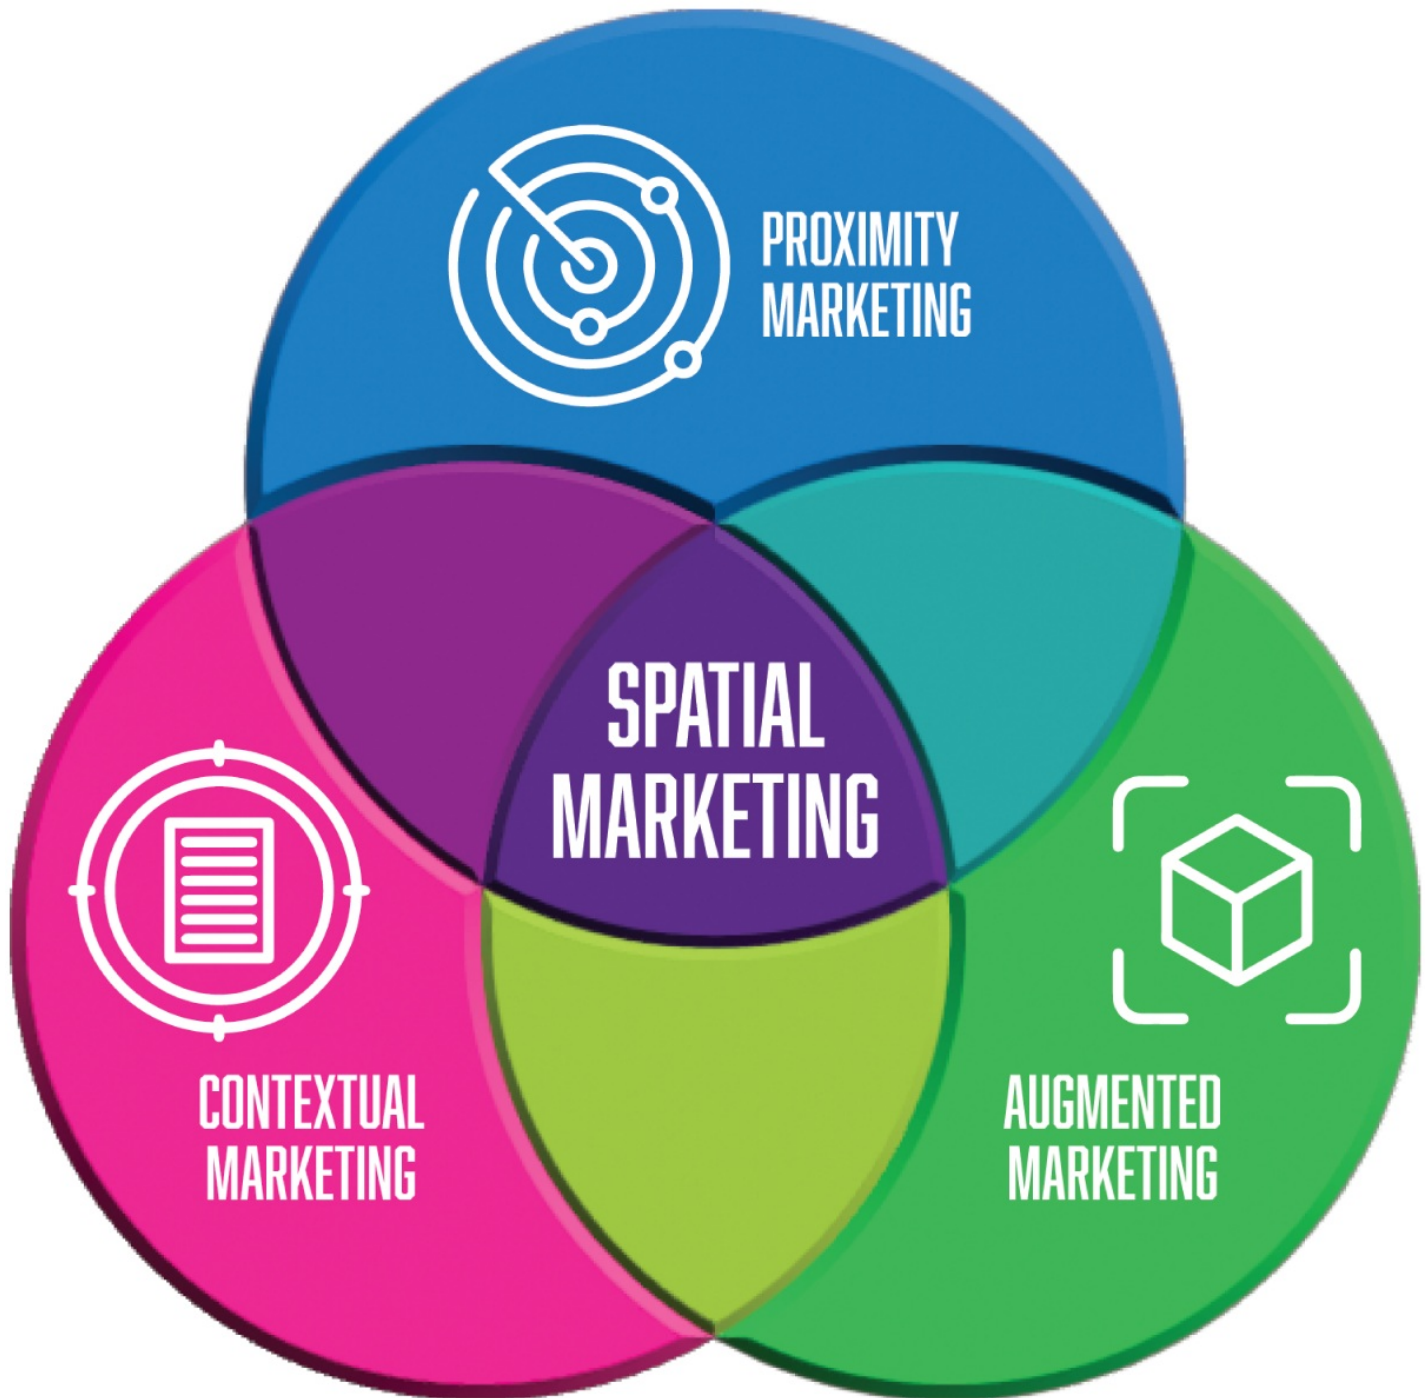 PROXIMITY
MARKETING
SPATIAL
MARKETING
CONTEXTUAL
MARKETING
AUGMENTED
MARKETING